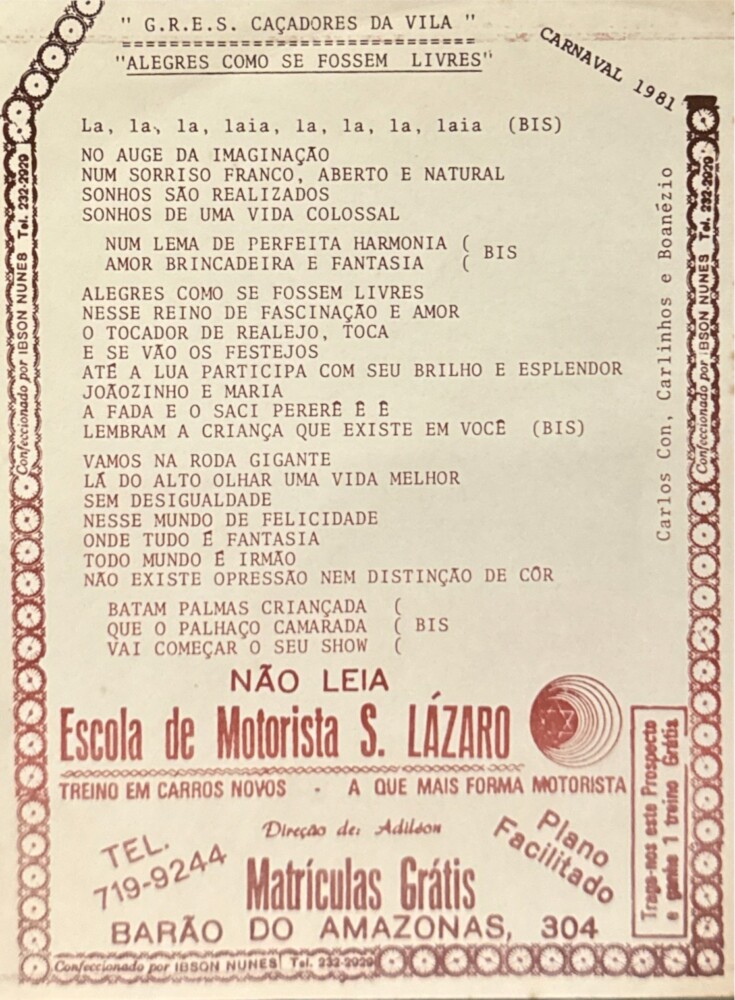 " G.R.E.S. CAÇADORES DA VILA "
"ALEGRES COMO SE FOSSEM LIVRES"
CARNAVAL 1981
La, la, la, laia, la, la, la, laia (BIS)
NO AUGE DA IMAGINAÇÃO
NUM SORRISO FRANCO, ABERTO E NATURAL
SONHOS SÃO REALIZADOS
SONHOS DE UMA VIDA COLOSSAL
NUM LEMA DE PERFEITA HARMONIA (
AMOR BRINCADEIRA E FANTASIA ( BIS
ALEGRES COMO SE FOSSEM LIVRES
NESSE REINO DE FASCINAÇÃO E AMOR
O TOCADOR DE REALEJO, TOCA
E SE VÃO OS FESTEJOS
ATÉ A LUA PARTICIPA COM SEU BRILHO E ESPLENDOR
JOÃOZINHO E MARIA
A FADA E O SACI PERERÊ Ê Ê
LEMBRAM A CRIANÇA QUE EXISTE EM VOCÊ (BIS)
VAMOS NA RODA GIGANTE
LÁ DO ALTO OLHAR UMA VIDA MELHOR
SEM DESIGUALDADE
NESSE MUNDO DE FELICIDADE
ONDE TUDO É FANTASIA
TODO MUNDO É IRMÃO
NÃO EXISTE OPRESSÃO NEM DISTINÇÃO DE CÔR
BATAM PALMAS CRIANÇADA (
QUE O PALHAÇO CAMARADA ( BIS
VAI COMEÇAR O SEU SHOW (
Carlos Con, Carlinhos e Boanézio
Confeccionado por IBSON NUNES Tel. 232-2929
Confeccionado por IBSON NUNES Tel. 232-2929
NÃO LEIA
Escola de Motorista S. LÁZARO
TREINO EM CARROS NOVOS - A QUE MAIS FORMA MOTORISTA
Direção de: Adilson
TEL.
719-9244
Plano
Facilitado
Matrículas Grátis
BARÃO DO AMAZONAS, 304
Traga-nos este Prospecto
e ganhe 1 treino Grátis
Confeccionado por IBSON NUNES Tel. 232-2929